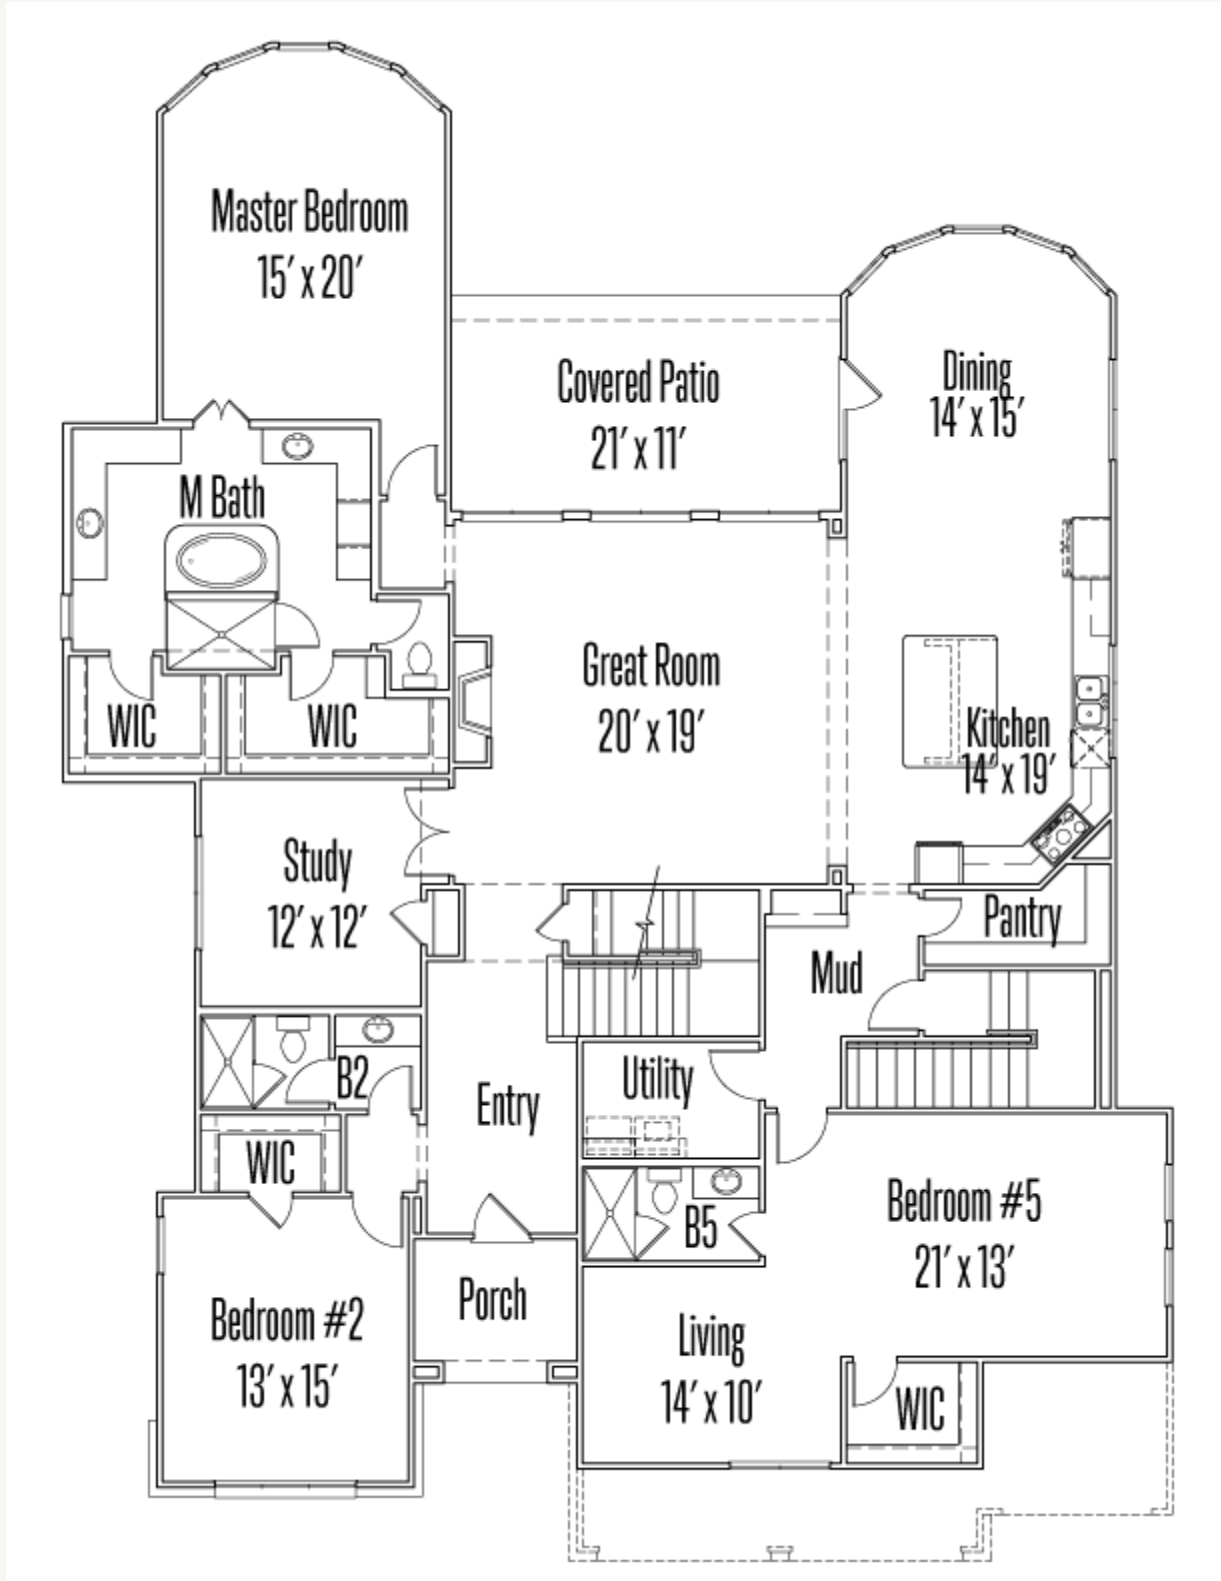 Master Bedroom
15' x 20'
Covered Patio
21' x 11'
Dining
14' x 15'
M Bath
Great Room
20' x 19'
Kitchen
14' x 19'
WIC
WIC
Study
12' x 12'
Pantry
Mud
B2
Utility
Entry
WIC
Bedroom #5
21' x 13'
B5
Porch
Bedroom #2
13' x 15'
Living
14' x 10'
WIC